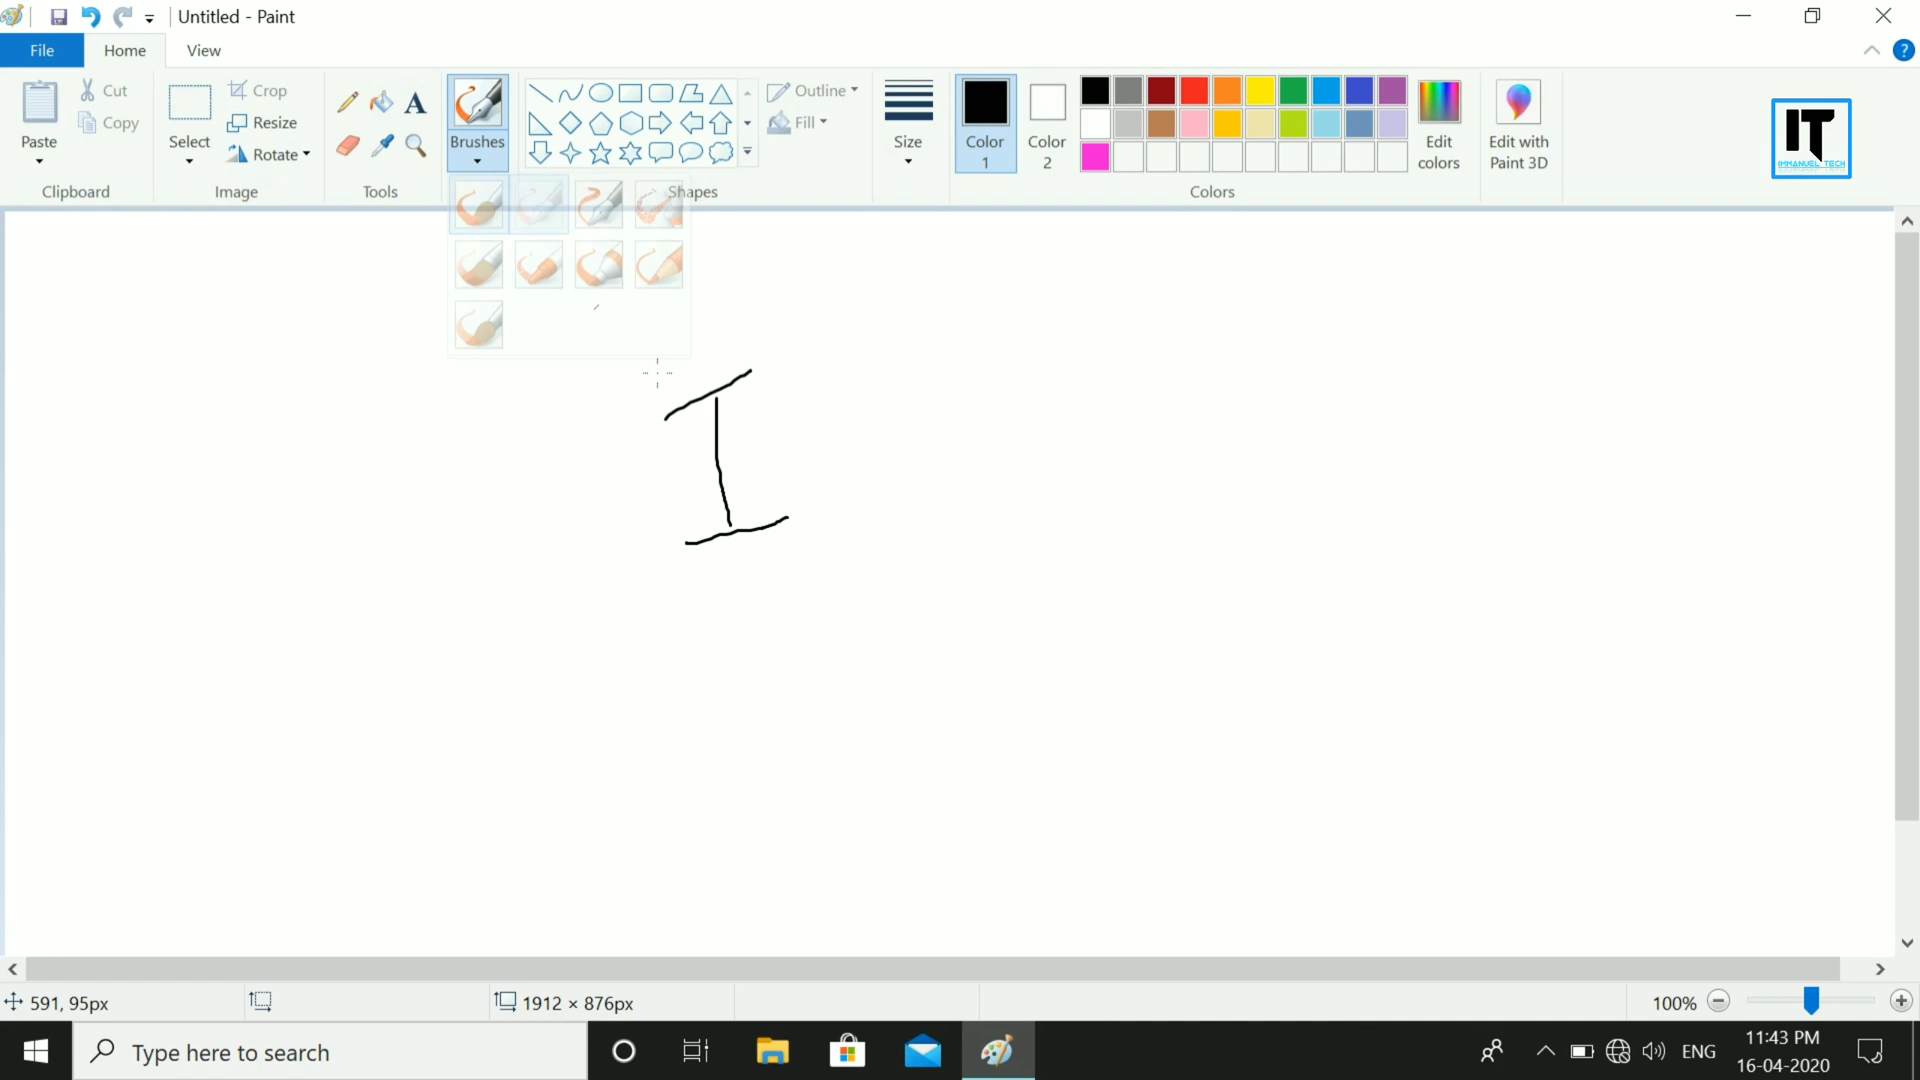 Untitled - Paint
File Home View
Paste
Cut
Copy
Clipboard
Select
Crop
Resize
Rotate
Image
A
Tools
Brushes
Shapes
Outline
Fill
Size
Color 1
Color 2
Edit colors
Colors
Edit with Paint 3D
IT
IMMANUEL TECH
I
591, 95px
1912 × 876px
100%
Type here to search
ENG
11:43 PM
16-04-2020